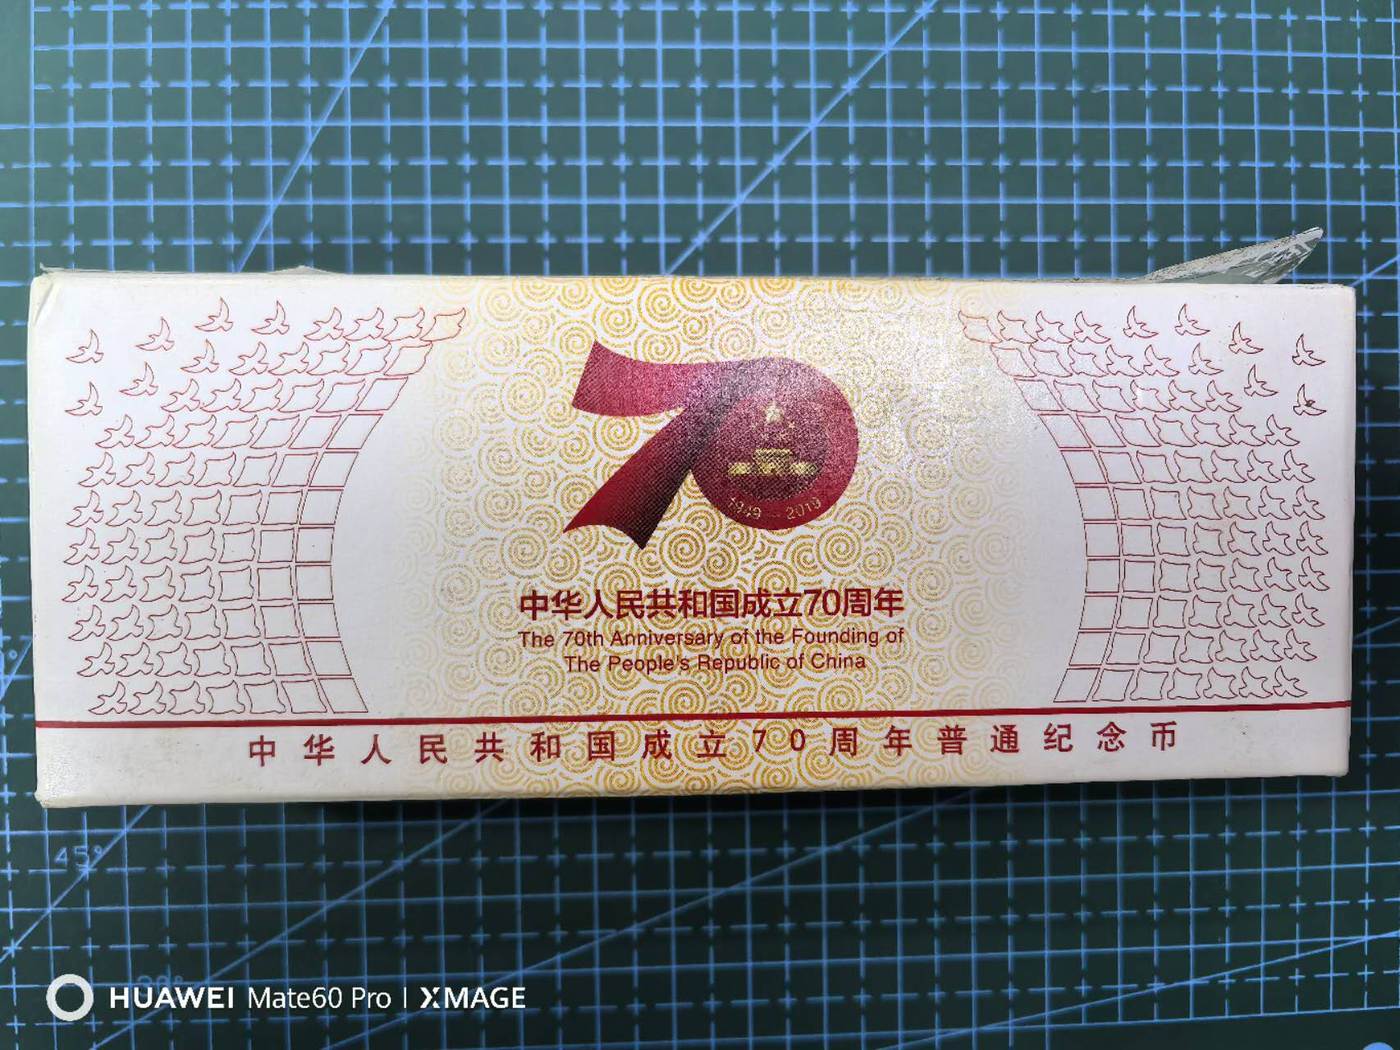 1949-2019
中华人民共和国成立70周年
The 70th Anniversary of the Founding of
The People's Republic of China
中华人民共和国成立70周年普通纪念币
45°
HUAWEI Mate60 Pro | XMAGE